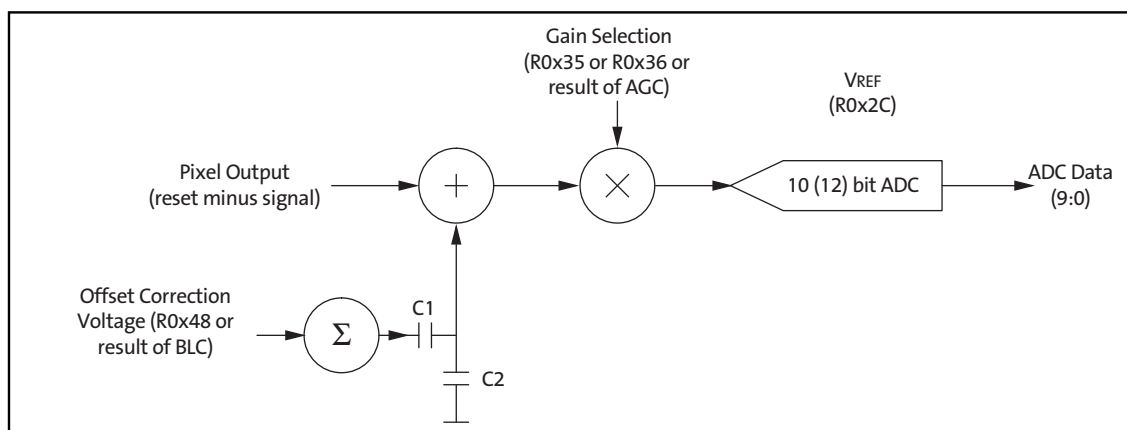 Gain Selection
(R0x35 or R0x36 or
result of AGC)
VREF
(R0x2C)
Pixel Output
(reset minus signal)
+
×
10 (12) bit ADC
ADC Data
(9:0)
Offset Correction
Voltage (R0x48 or
result of BLC)
Σ
C1
C2